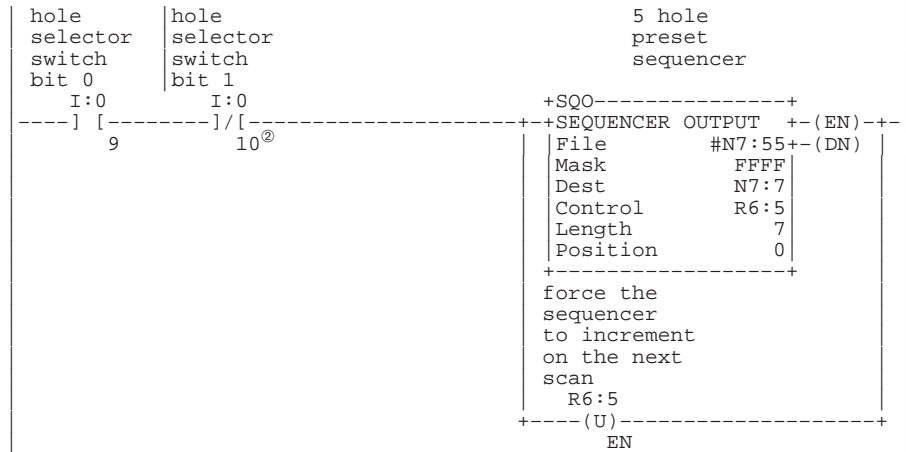 hole |hole 5 hole
selector |selector preset
switch |switch sequencer
bit 0 |bit 1
I:0 I:0 +SQO---------------+
|----] [--------]/[----------------------+-+SEQUENCER OUTPUT +-(EN)-+-
9 10② | |File #N7:55+-(DN) |
|Mask FFFF|
|Dest N7:7|
|Control R6:5|
|Length 7|
|Position 0|
+------------------+
force the
sequencer
to increment
on the next
scan
R6:5
+----(U)---------------------+
EN